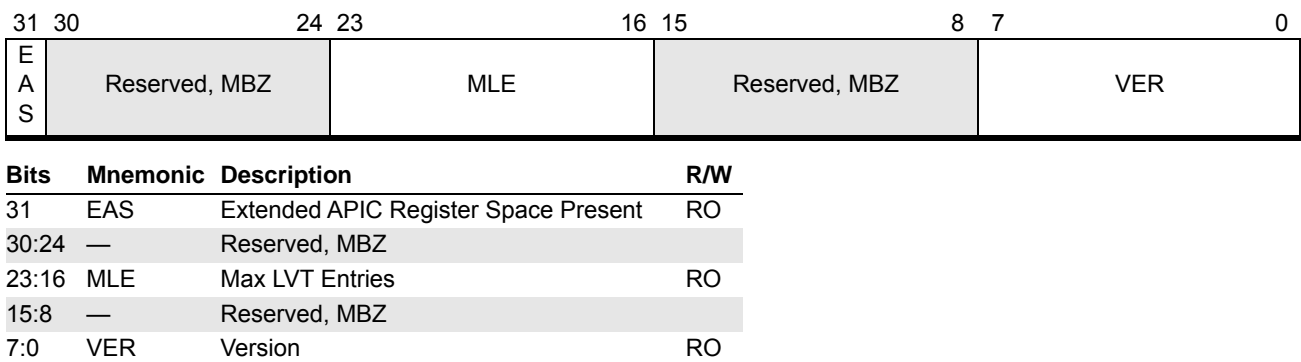 31 30 24 23 16 15 8 7 0
E
A
S
Reserved, MBZ MLE Reserved, MBZ VER
Bits Mnemonic Description R/W
31 EAS Extended APIC Register Space Present RO
30:24 — Reserved, MBZ
23:16 MLE Max LVT Entries RO
15:8 — Reserved, MBZ
7:0 VER Version RO